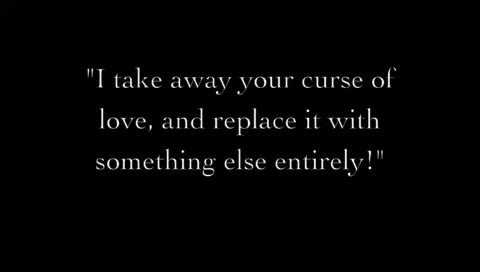 "I take away your curse of
love, and replace it with
something else entirely!"